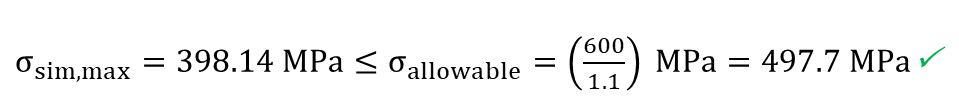 σsim,max = 398.14 MPa ≤ σallowable = (600/1.1) MPa = 497.7 MPa ✓